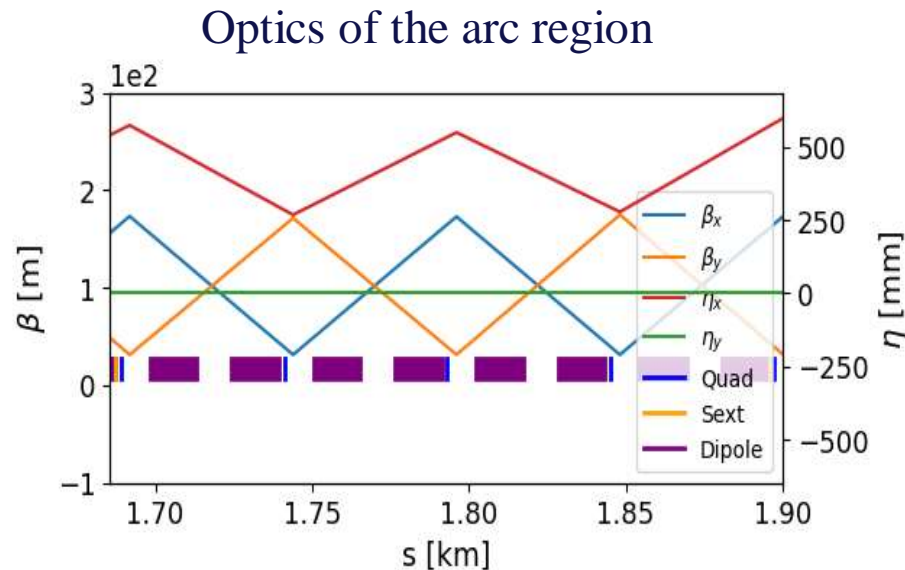 Optics of the arc region
1e2
3
2
1
0
−1
β [m]
500
250
0
−250
−500
η [mm]
βx
βy
ηx
ηy
Quad
Sext
Dipole
1.70 1.75 1.80 1.85 1.90
s [km]